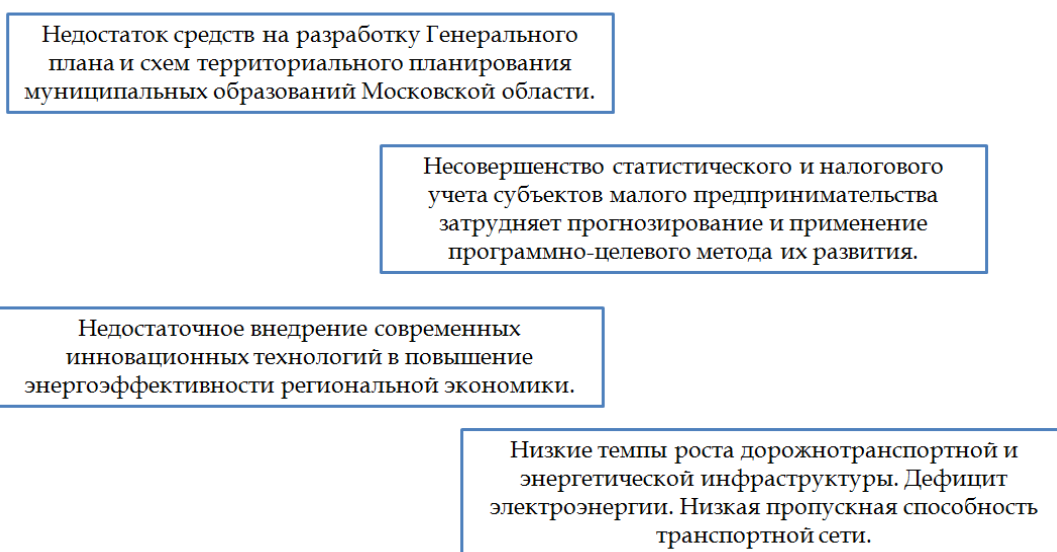 Недостаток средств на разработку Генерального
плана и схем территориального планирования
муниципальных образований Московской области.
Несовершенство статистического и налогового
учета субъектов малого предпринимательства
затрудняет прогнозирование и применение
программно-целевого метода их развития.
Недостаточное внедрение современных
инновационных технологий в повышение
энергоэффективности региональной экономики.
Низкие темпы роста дорожнотранспортной и
энергетической инфраструктуры. Дефицит
электроэнергии. Низкая пропускная способность
транспортной сети.